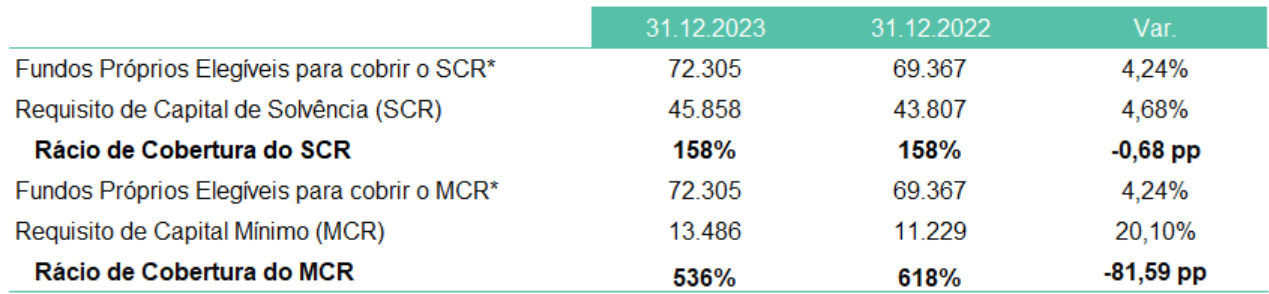 31.12.2023 31.12.2022 Var.
Fundos Próprios Elegíveis para cobrir o SCR* 72.305 69.367 4,24%
Requisito de Capital de Solvência (SCR) 45.858 43.807 4,68%
Rácio de Cobertura do SCR 158% 158% -0,68 pp
Fundos Próprios Elegíveis para cobrir o MCR* 72.305 69.367 4,24%
Requisito de Capital Mínimo (MCR) 13.486 11.229 20,10%
Rácio de Cobertura do MCR 536% 618% -81,59 pp